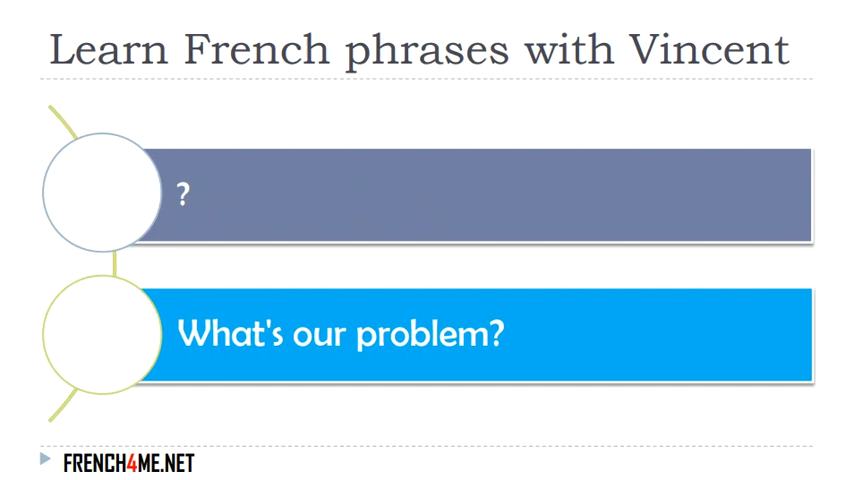 Learn French phrases with Vincent
?
What's our problem?
FRENCH4ME.NET